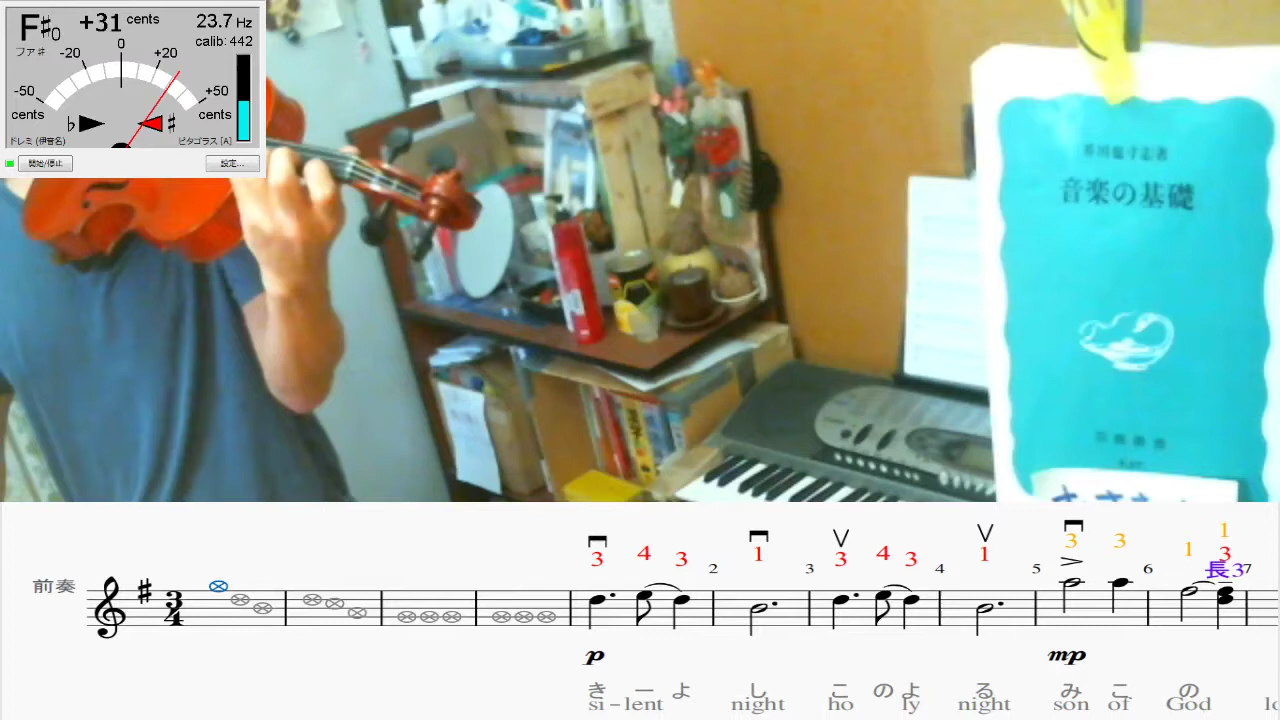 F♯0 +31 cents 23.7 Hz
ファ♯ -20 0 +20 calib: 442
-50 cents +50 cents
♭ ♯
ドレミ (伊音名) ピタゴラス [A]
開始/停止 設定...
音楽の基礎
3 4 3 1 3 4 3 1 3 3 1 1
3
長3
2 3 4 5 6 7
前奏
3
4
p mp
き ー よ し こ の よ る み こ の
si – lent night ho ly night son of God